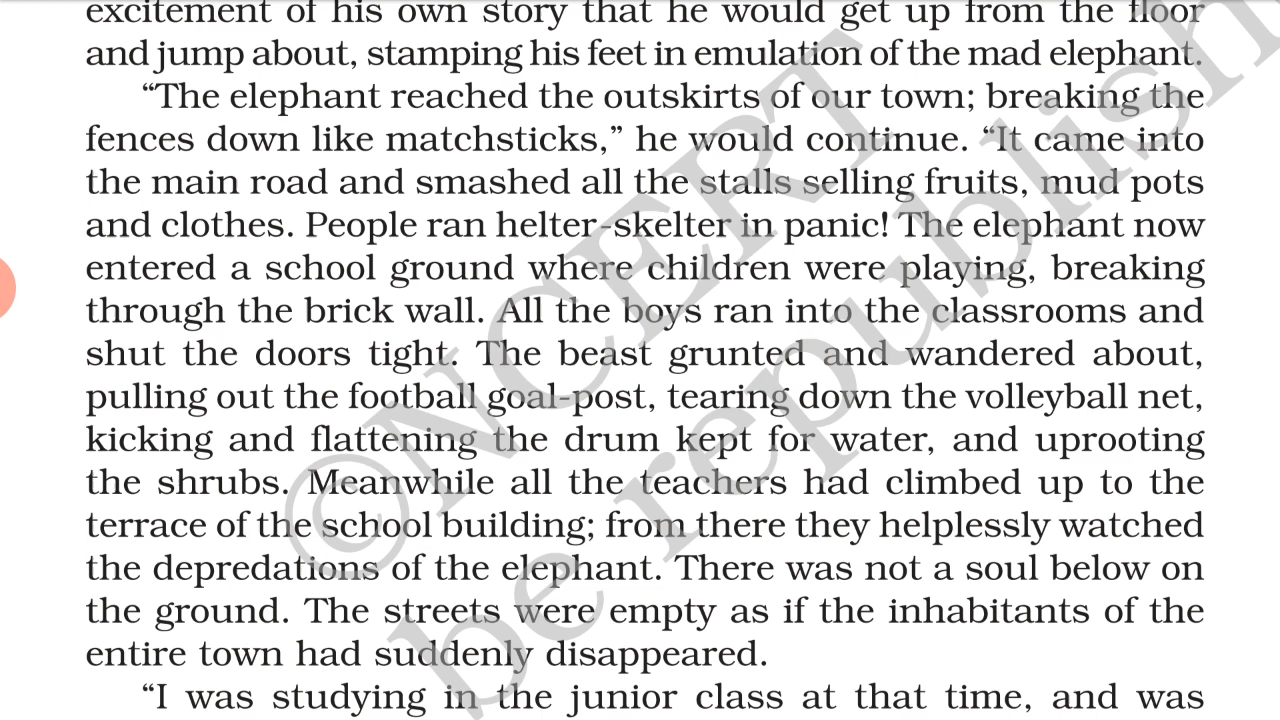 excitement of his own story that he would get up from the floor
and jump about, stamping his feet in emulation of the mad elephant.
“The elephant reached the outskirts of our town; breaking the
fences down like matchsticks,” he would continue. “It came into
the main road and smashed all the stalls selling fruits, mud pots
and clothes. People ran helter-skelter in panic! The elephant now
entered a school ground where children were playing, breaking
through the brick wall. All the boys ran into the classrooms and
shut the doors tight. The beast grunted and wandered about,
pulling out the football goal-post, tearing down the volleyball net,
kicking and flattening the drum kept for water, and uprooting
the shrubs. Meanwhile all the teachers had climbed up to the
terrace of the school building; from there they helplessly watched
the depredations of the elephant. There was not a soul below on
the ground. The streets were empty as if the inhabitants of the
entire town had suddenly disappeared.
“I was studying in the junior class at that time, and was
©NCERT
be republish